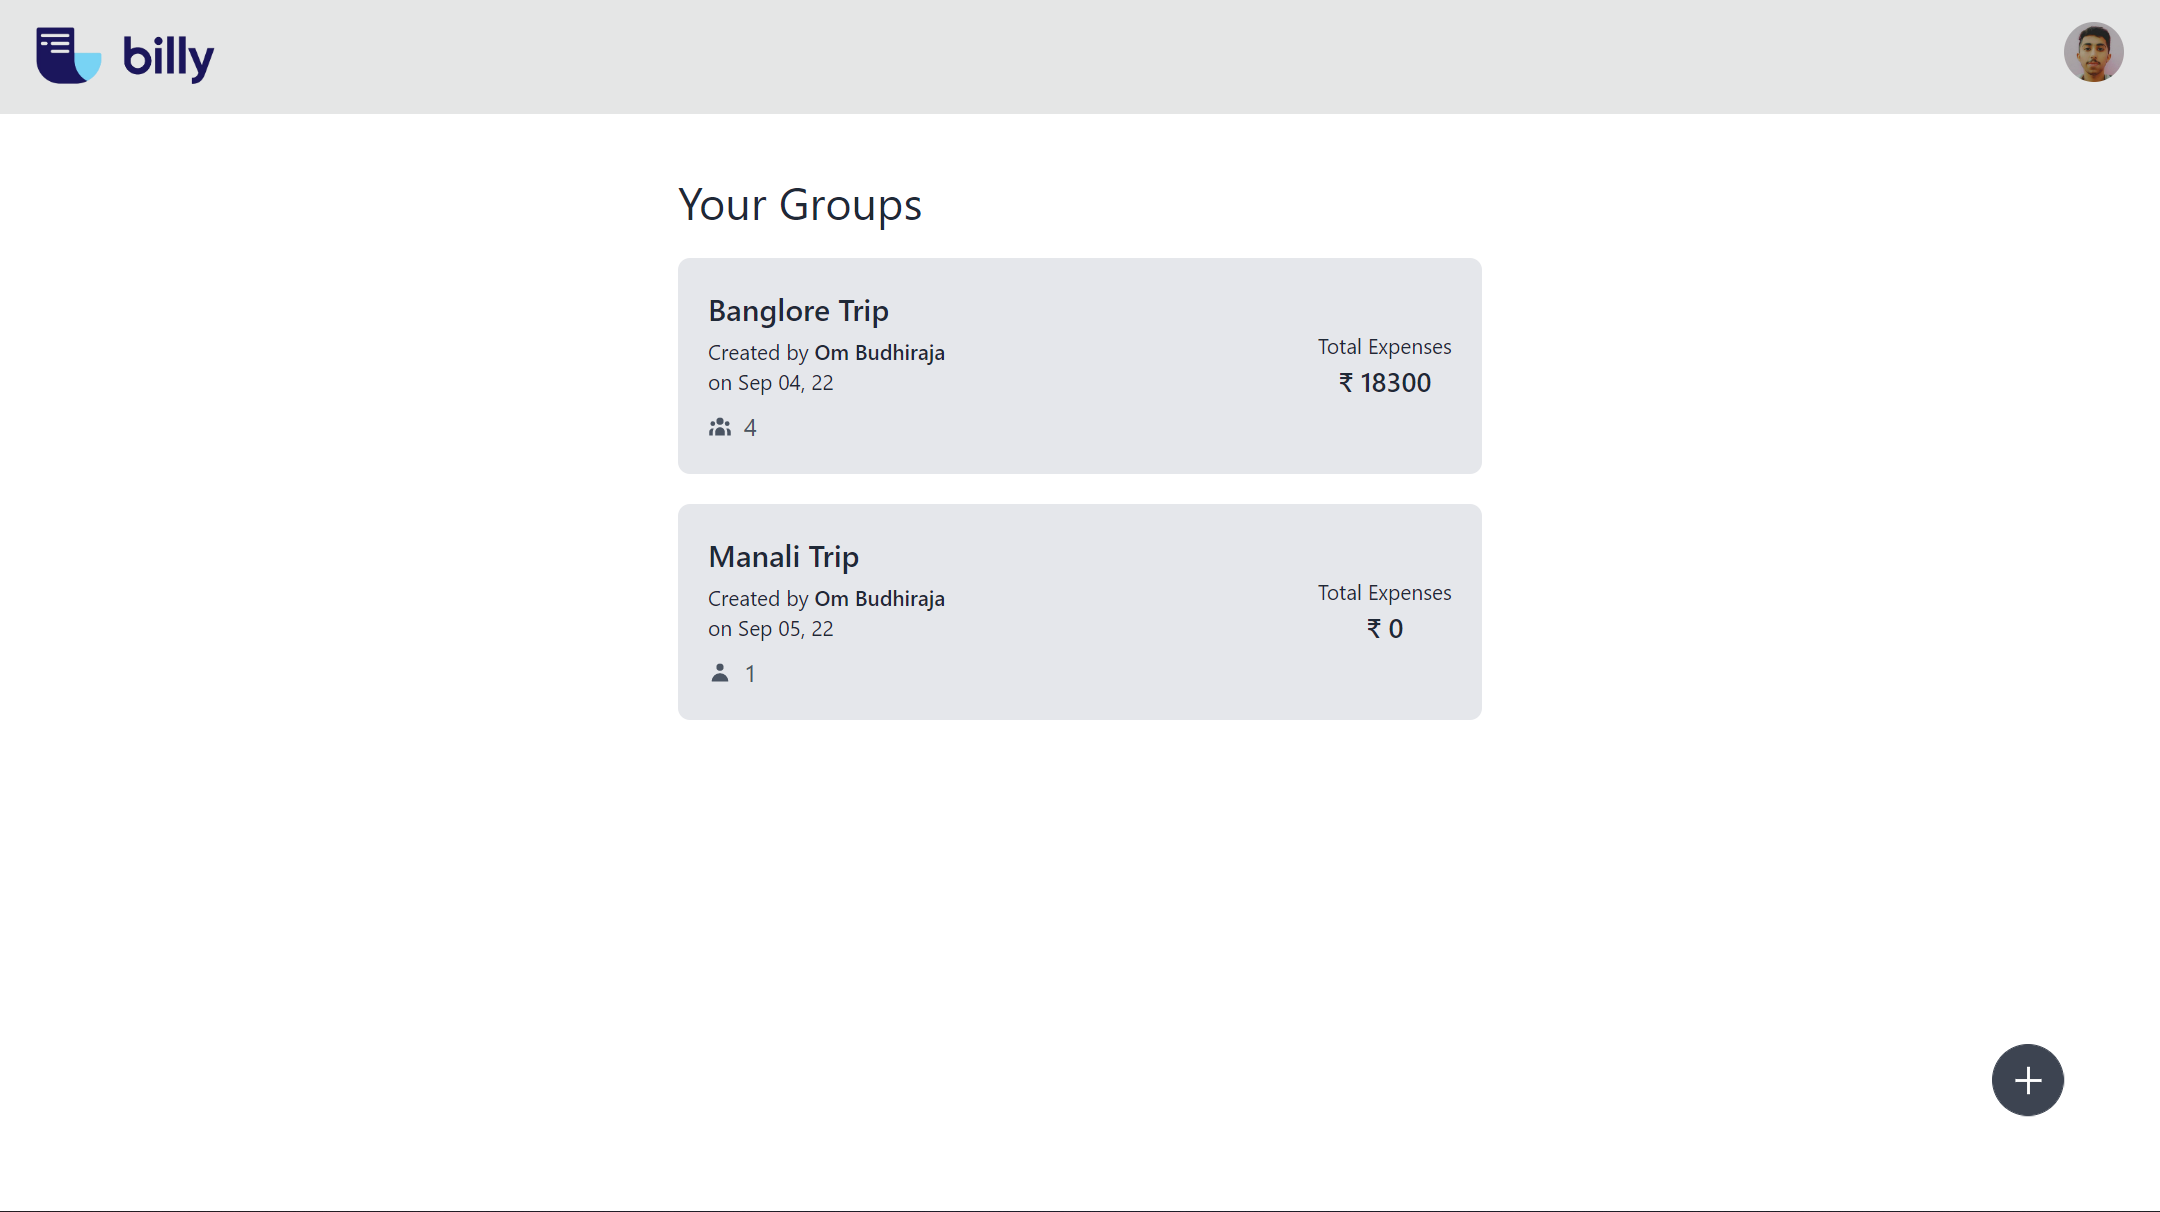 billy
Your Groups
Banglore Trip
Created by Om Budhiraja
on Sep 04, 22
4
Total Expenses
₹ 18300
Manali Trip
Created by Om Budhiraja
on Sep 05, 22
1
Total Expenses
₹ 0